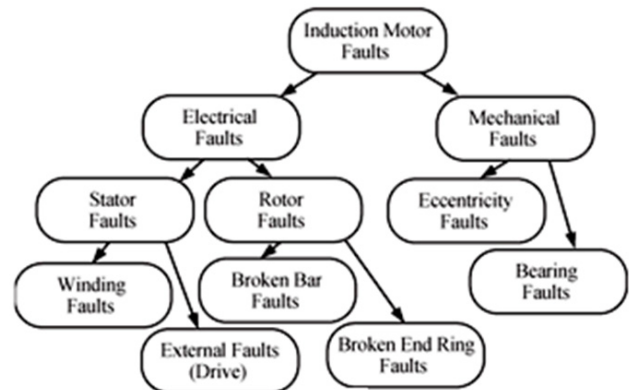 Induction Motor
Faults
Electrical
Faults
Mechanical
Faults
Stator
Faults
Rotor
Faults
Eccentricity
Faults
Winding
Faults
Broken Bar
Faults
Bearing
Faults
External Faults
(Drive)
Broken End Ring
Faults